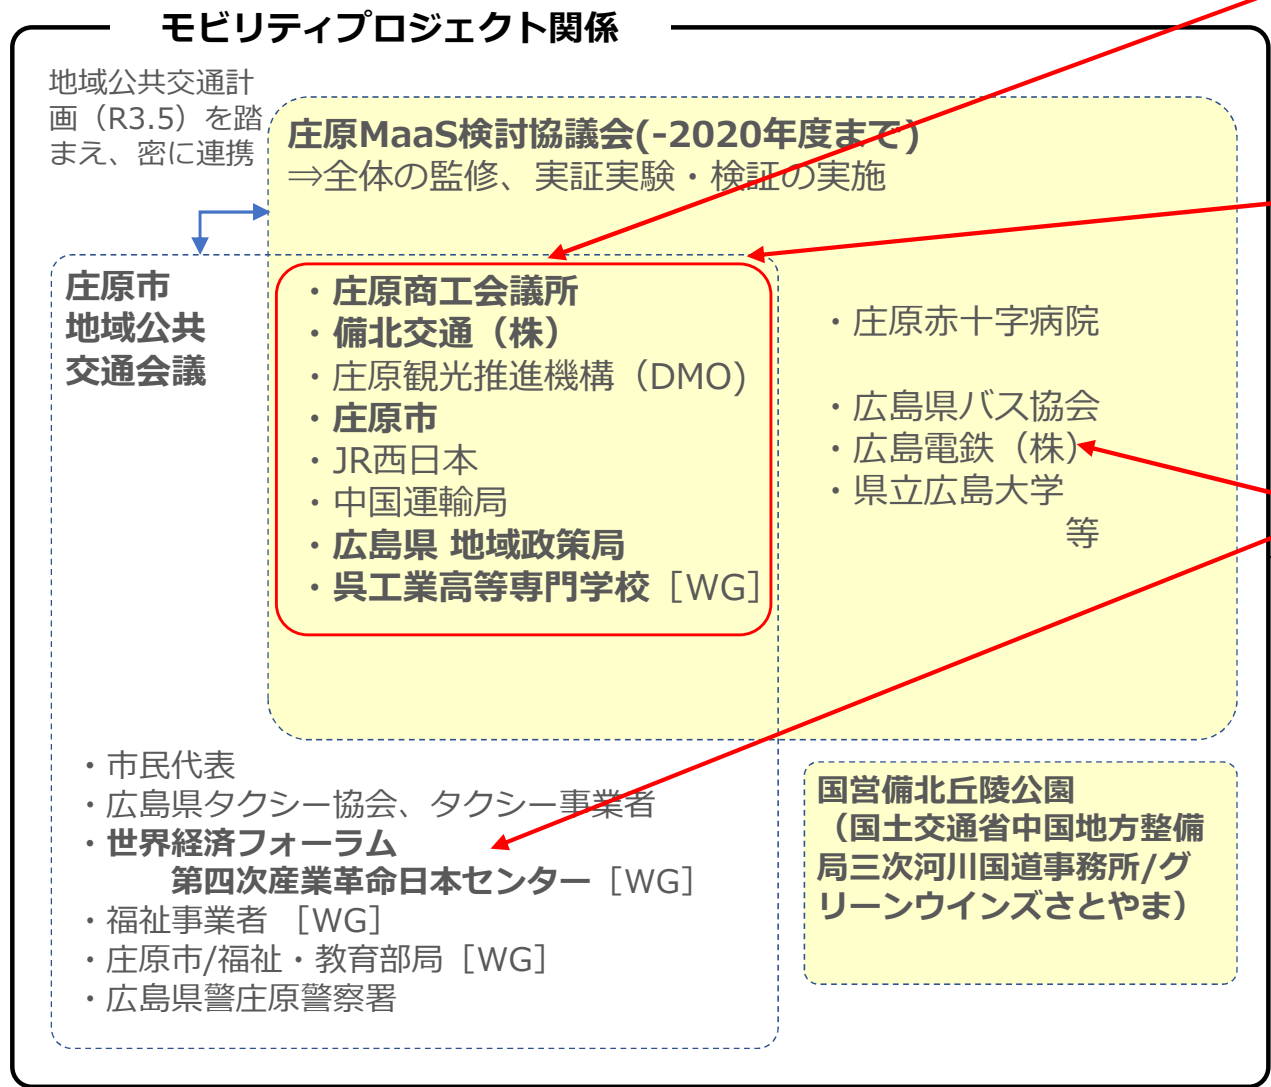 モビリティプロジェクト関係
地域公共交通計
画（R3.5）を踏
まえ、密に連携
庄原MaaS検討協議会(-2020年度まで)
⇒全体の監修、実証実験・検証の実施
庄原市
地域公共
交通会議
・庄原商工会議所
・備北交通（株）
・庄原観光推進機構（DMO)
・庄原市
・JR西日本
・中国運輸局
・広島県 地域政策局
・呉工業高等専門学校［WG］
・庄原赤十字病院
・広島県バス協会
・広島電鉄（株）
・県立広島大学
等
・市民代表
・広島県タクシー協会、タクシー事業者
・世界経済フォーラム
第四次産業革命日本センター［WG］
・福祉事業者 ［WG］
・庄原市/福祉・教育部局［WG］
・広島県警庄原警察署
国営備北丘陵公園
（国土交通省中国地方整備
局三次河川国道事務所/グ
リーンウインズさとやま）